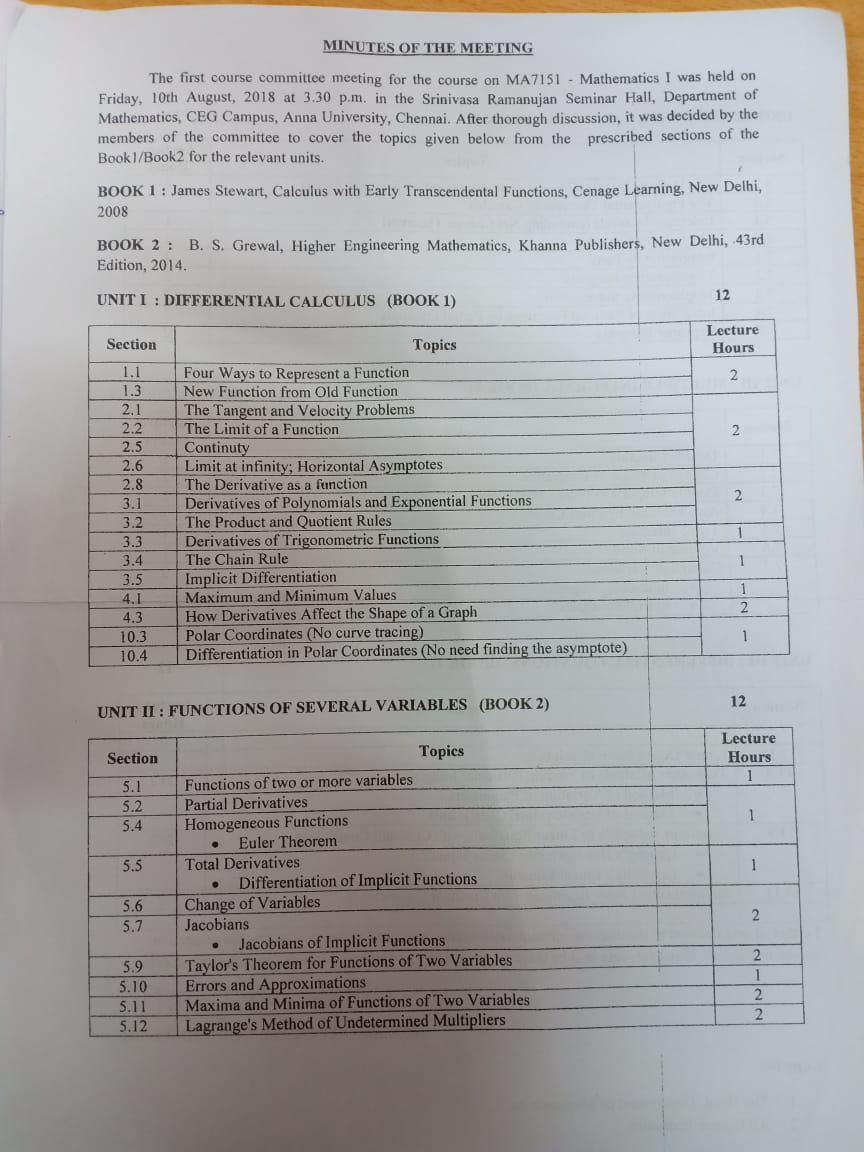 MINUTES OF THE MEETING
The first course committee meeting for the course on MA7151 - Mathematics I was held on
Friday, 10th August, 2018 at 3.30 p.m. in the Srinivasa Ramanujan Seminar Hall, Department of
Mathematics, CEG Campus, Anna University, Chennai. After thorough discussion, it was decided by the
members of the committee to cover the topics given below from the prescribed sections of the
Book1/Book2 for the relevant units.
BOOK 1 : James Stewart, Calculus with Early Transcendental Functions, Cenage Learning, New Delhi,
2008
BOOK 2 : B. S. Grewal, Higher Engineering Mathematics, Khanna Publishers, New Delhi, 43rd
Edition, 2014.
UNIT I : DIFFERENTIAL CALCULUS (BOOK 1) 12
Section Topics Lecture Hours
1.1 Four Ways to Represent a Function 2
1.3 New Function from Old Function
2.1 The Tangent and Velocity Problems
2.2 The Limit of a Function 2
2.5 Continuty
2.6 Limit at infinity; Horizontal Asymptotes
2.8 The Derivative as a function
3.1 Derivatives of Polynomials and Exponential Functions 2
3.2 The Product and Quotient Rules
3.3 Derivatives of Trigonometric Functions 1
3.4 The Chain Rule 1
3.5 Implicit Differentiation
4.1 Maximum and Minimum Values 1
4.3 How Derivatives Affect the Shape of a Graph 2
10.3 Polar Coordinates (No curve tracing) 1
10.4 Differentiation in Polar Coordinates (No need finding the asymptote)
UNIT II : FUNCTIONS OF SEVERAL VARIABLES (BOOK 2) 12
Section Topics Lecture Hours
5.1 Functions of two or more variables 1
5.2 Partial Derivatives
5.4 Homogeneous Functions 1
• Euler Theorem
5.5 Total Derivatives 1
• Differentiation of Implicit Functions
5.6 Change of Variables
5.7 Jacobians 2
• Jacobians of Implicit Functions
5.9 Taylor's Theorem for Functions of Two Variables 2
5.10 Errors and Approximations 1
5.11 Maxima and Minima of Functions of Two Variables 2
5.12 Lagrange's Method of Undetermined Multipliers 2